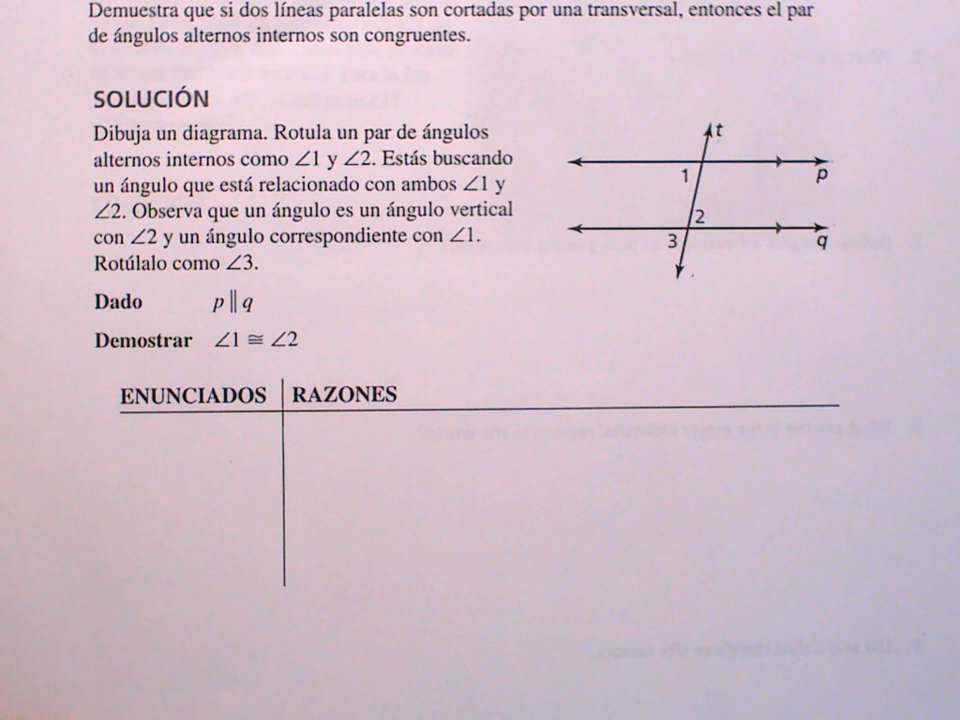 Demuestra que si dos líneas paralelas son cortadas por una transversal, entonces el par
de ángulos alternos internos son congruentes.
SOLUCIÓN
Dibuja un diagrama. Rotula un par de ángulos
alternos internos como ∠1 y ∠2. Estás buscando
un ángulo que está relacionado con ambos ∠1 y
∠2. Observa que un ángulo es un ángulo vertical
con ∠2 y un ángulo correspondiente con ∠1.
Rotúlalo como ∠3.
t
1
p
2
3
q
Dado p ∥ q
Demostrar ∠1 ≅ ∠2
ENUNCIADOS RAZONES